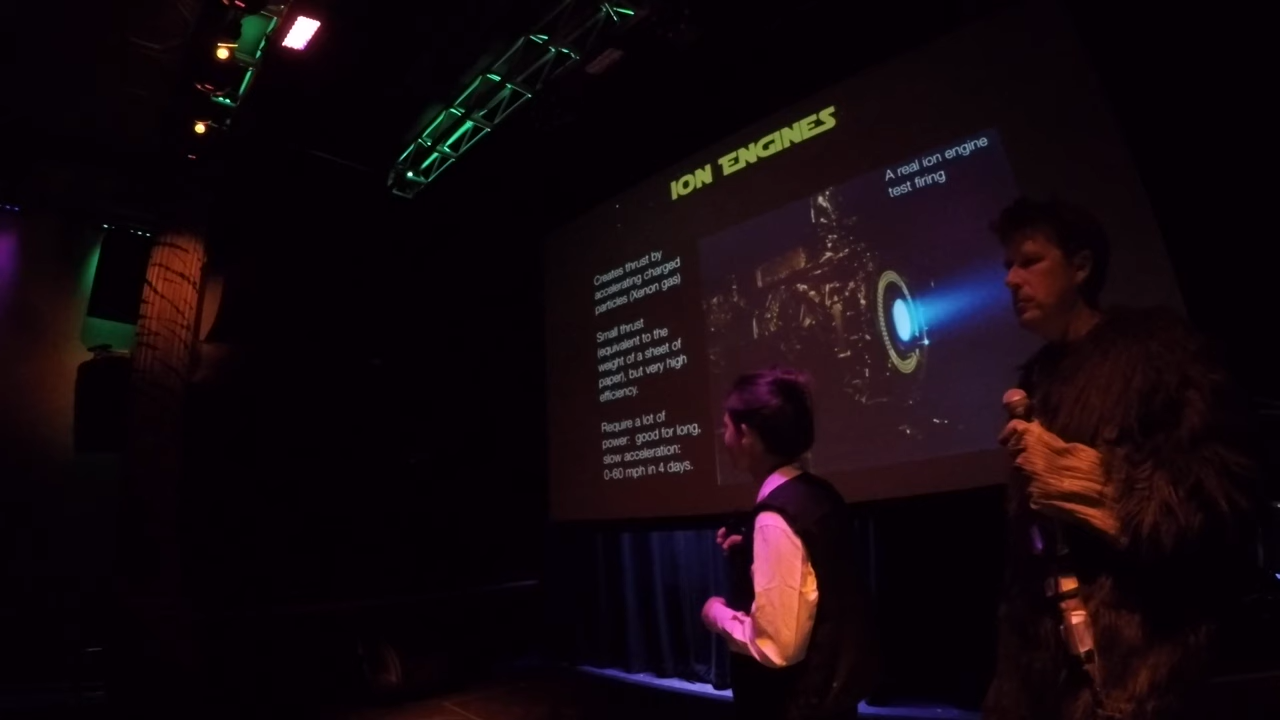 ION ENGINES
A real ion engine
test firing
Creates thrust by
accelerating charged
particles (Xenon gas)
Small thrust
(equivalent to the
weight of a sheet of
paper), but very high
efficiency.
Require a lot of
power: good for long,
slow acceleration:
0-60 mph in 4 days.